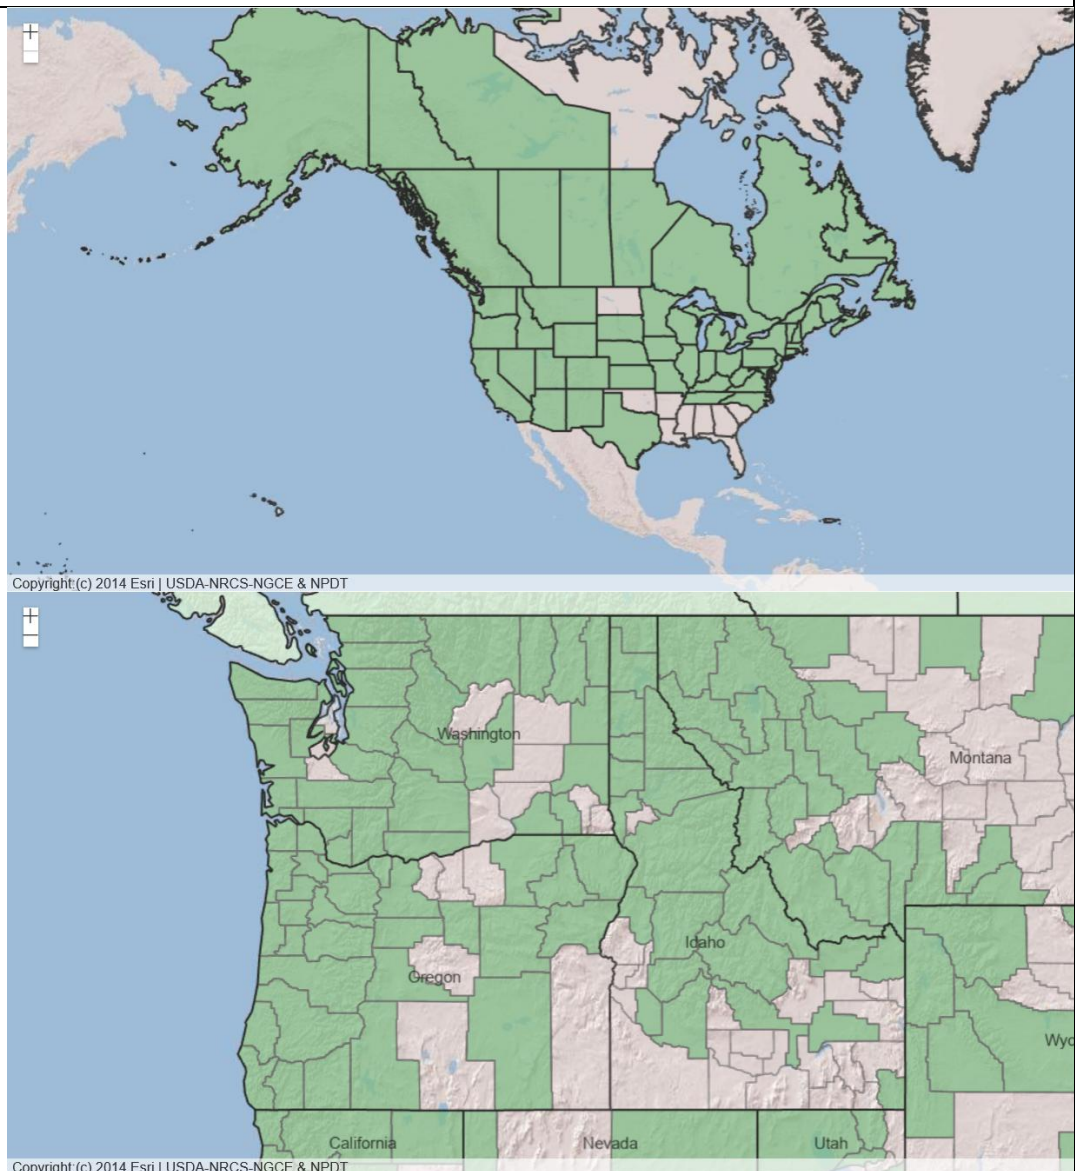 +
Copyright:(c) 2014 Esri | USDA-NRCS-NGCE & NPDT
+
−
Washington
Montana
Idaho
Oregon
Wyo
California
Nevada
Utah
Copyright:(c) 2014 Esri | USDA-NRCS-NGCE & NPDT